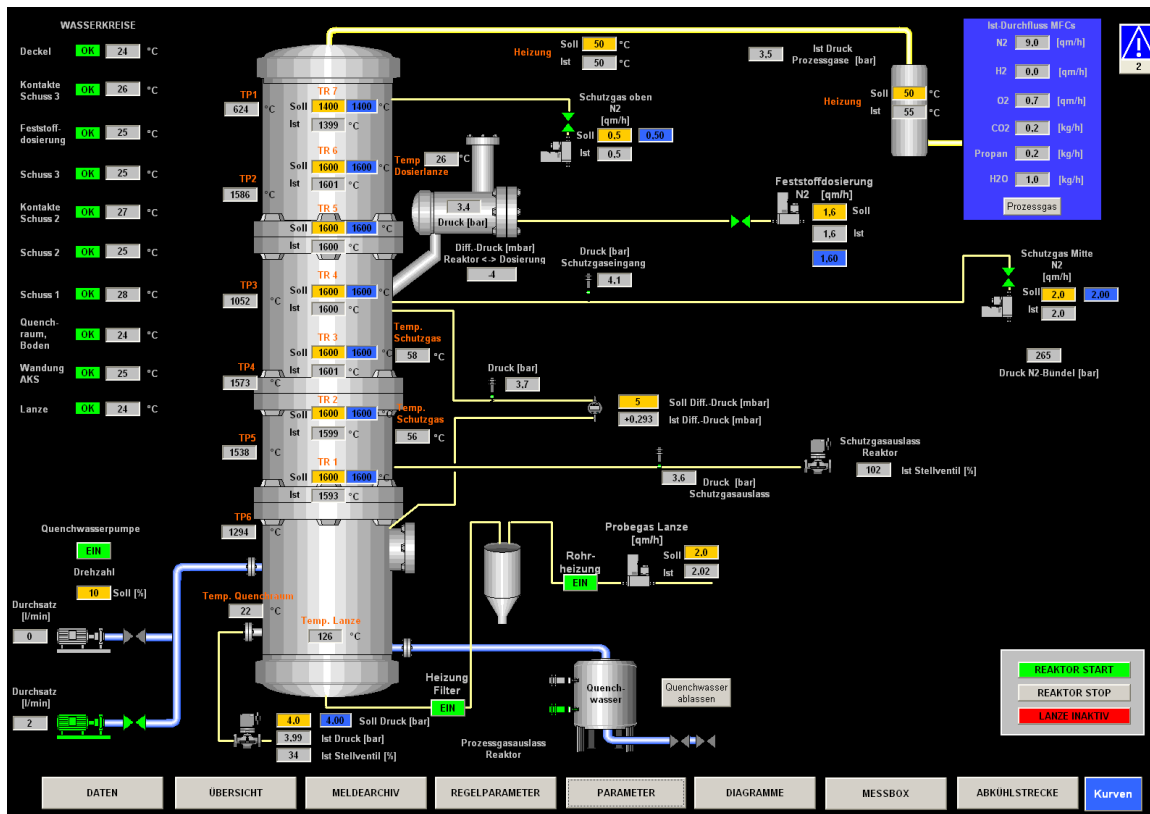 WASSERKREISE
Deckel OK 24 °C
Kontakte
Schuss 3 OK 26 °C
Feststoff-
dosierung OK 25 °C
Schuss 3 OK 25 °C
Kontakte
Schuss 2 OK 27 °C
Schuss 2 OK 25 °C
Schuss 1 OK 28 °C
Quench-
raum,
Boden OK 24 °C
Wandung
AKS OK 25 °C
Lanze OK 24 °C
Quenchwasserpumpe
EIN
Drehzahl
10 Soll [%]
Durchsatz
[l/min]
0
Durchsatz
[l/min]
2
TP1
624 °C
TP2
1586 °C
TP3
1052 °C
TP4
1573 °C
TP5
1538 °C
TP6
1294 °C
Temp. Quenchraum
22 °C
TR 7
Soll 1400 1400 °C
Ist 1399
TR 6
Soll 1600 1600 °C
Ist 1601 °C
TR 5
Soll 1600 1600 °C
Ist 1600 °C
TR 4
Soll 1600 1600 °C
Ist 1600 °C
TR 3
Soll 1600 1600 °C
Ist 1601 °C
TR 2
Soll 1600 1600 °C
Ist 1599 °C
TR 1
Soll 1600 1600 °C
Ist 1593 °C
Temp. Lanze
126 °C
Heizung
Soll 50 °C
Ist 50 °C
3,5 Ist Druck
Prozessgase [bar]
Heizung
Soll 50 °C
Ist 55 °C
Ist-Durchfluss MFCs
N2 9,0 [qm/h]
H2 0,0 [qm/h]
O2 0,7 [qm/h]
CO2 0,2 [kg/h]
Propan 0,2 [kg/h]
H2O 1,0 [kg/h]
Prozessgas
2
Schutzgas oben
N2
[qm/h]
Soll 0,5 0,50
Ist 0,5
Temp
Dosierlanze 26 °C
3,4
Druck [bar]
Diff.-Druck [mbar]
Reaktor <-> Dosierung
-4
Feststoffdosierung
N2 [qm/h]
1,6 Soll
1,6 Ist
1,60
Druck [bar]
Schutzgaseingang
4,1
Schutzgas Mitte
N2
[qm/h]
Soll 2,0 2,00
Ist 2,0
265
Druck N2-Bundel [bar]
Temp.
Schutzgas
58 °C
Temp.
Schutzgas
56 °C
Druck [bar]
3,7
5 Soll Diff.-Druck [mbar]
+0,293 Ist Diff.-Druck [mbar]
3,6 Druck [bar]
Schutzgasauslass
Schutzgasauslass
Reaktor
102 Ist Stellventil [%]
Probegas Lanze
[qm/h]
Soll 2,0
Ist 2,02
Rohr-
heizung
EIN
Heizung
Filter
EIN
4,0 4,00 Soll Druck [bar]
3,99 Ist Druck [bar]
34 Ist Stellventil [%]
Prozessgasauslass
Reaktor
Quench-
wasser
Quenchwasser
ablassen
REAKTOR START
REAKTOR STOP
LANZE INAKTIV
DATEN
ÜBERSICHT
MELDEARCHIV
REGELPARAMETER
PARAMETER
DIAGRAMME
MESSBOX
ABKÜHLSTRECKE
Kurven